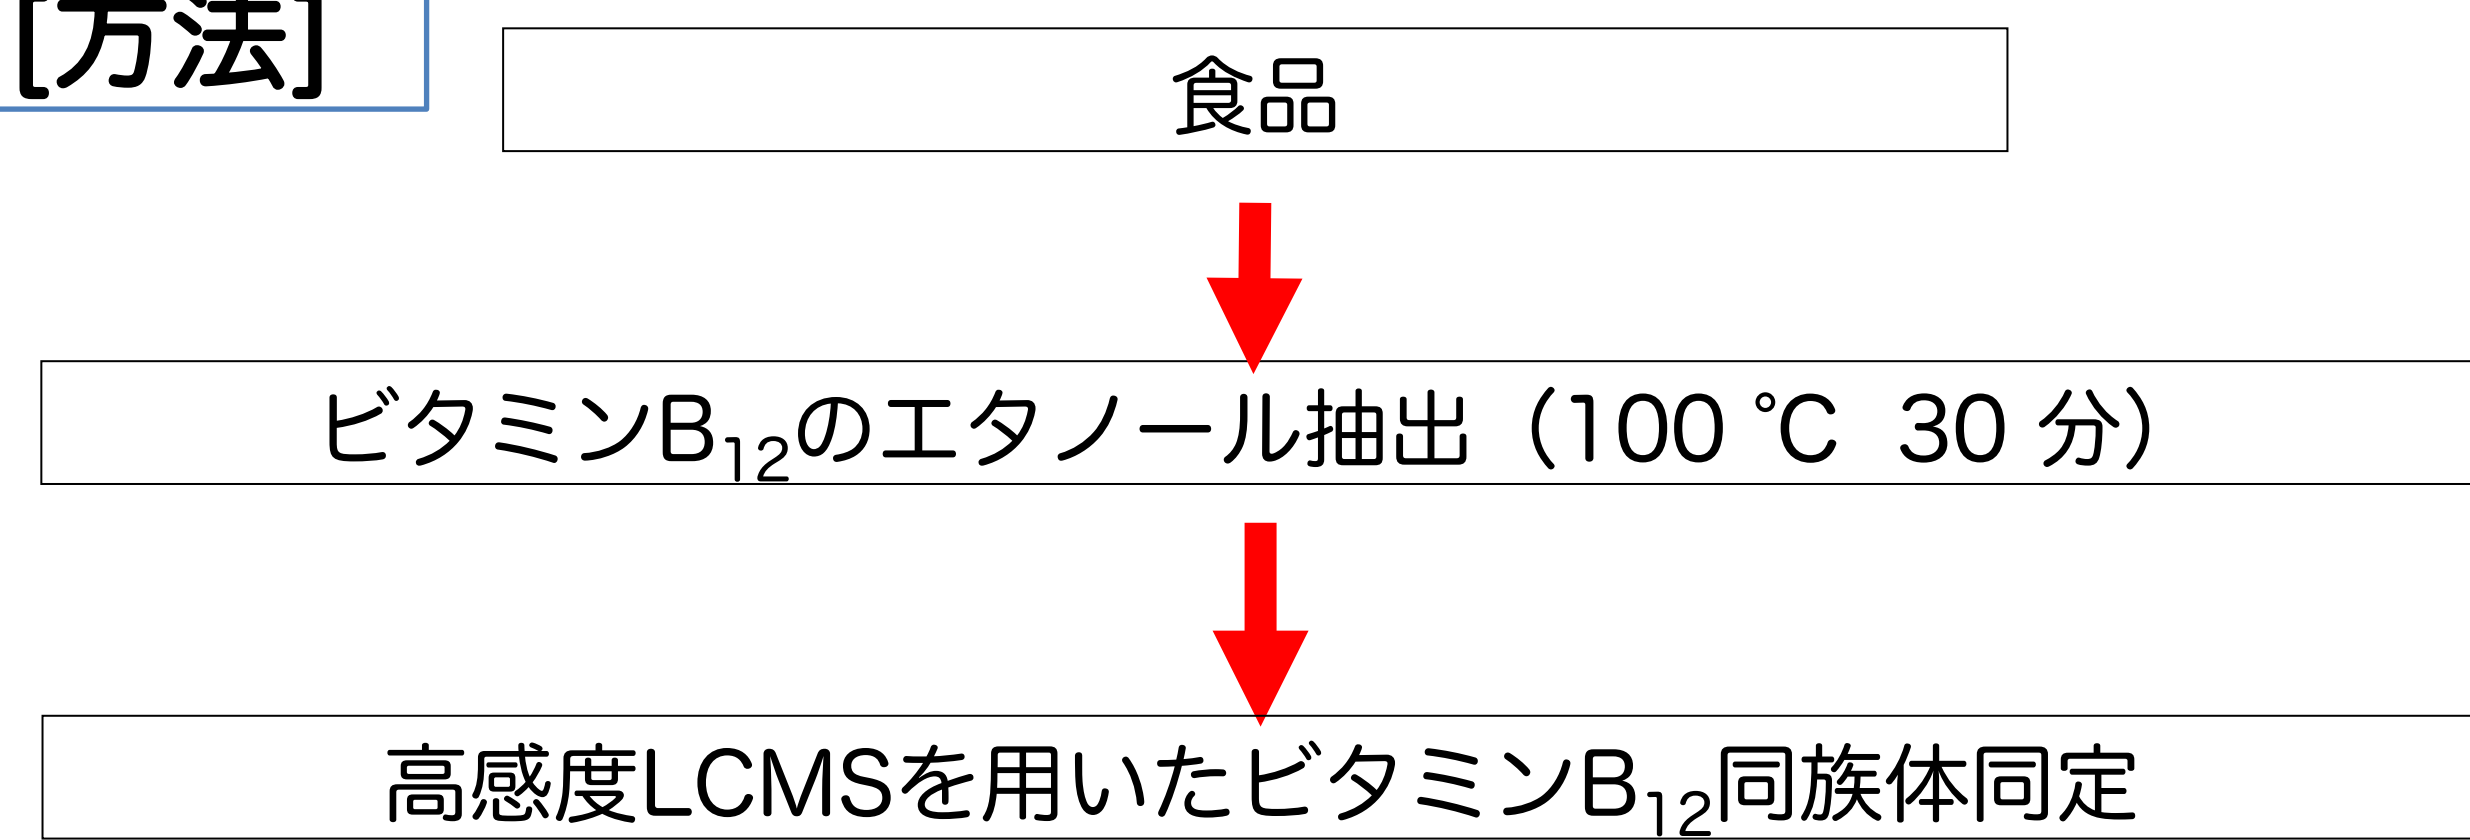 [方法]
食品
ビタミンB₁₂のエタノール抽出（100 ℃ 30 分）
高感度LCMSを用いたビタミンB₁₂同族体同定